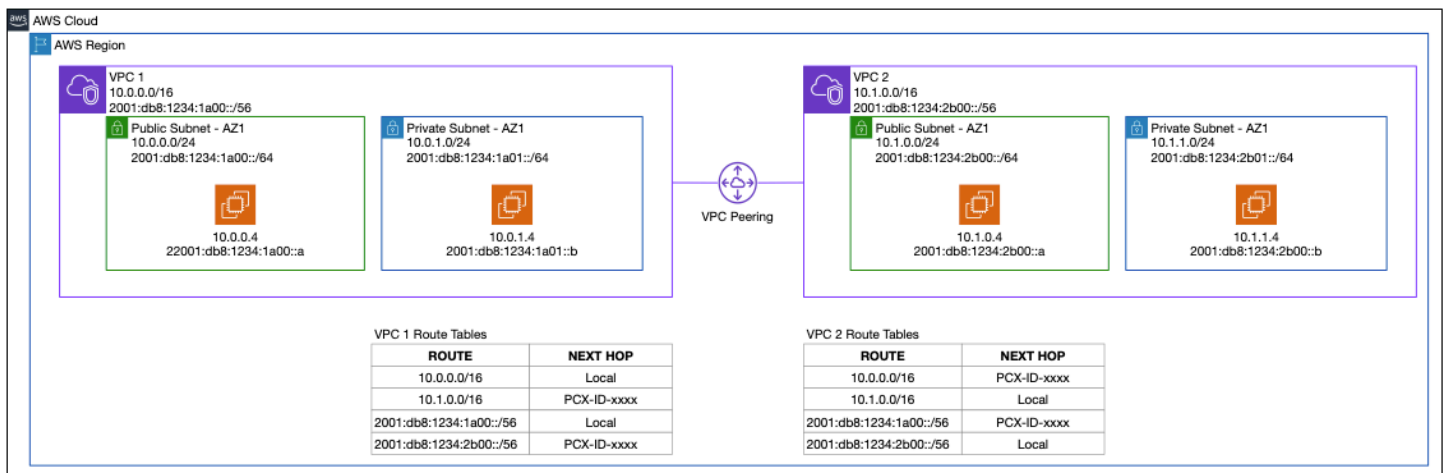 aws AWS Cloud
AWS Region
VPC 1
10.0.0.0/16
2001:db8:1234:1a00::/56
Public Subnet - AZ1
10.0.0.0/24
2001:db8:1234:1a00::/64
10.0.0.4
22001:db8:1234:1a00::a
Private Subnet - AZ1
10.0.1.0/24
2001:db8:1234:1a01::/64
10.0.1.4
2001:db8:1234:1a01::b
VPC Peering
VPC 2
10.1.0.0/16
2001:db8:1234:2b00::/56
Public Subnet - AZ1
10.1.0.0/24
2001:db8:1234:2b00::/64
10.1.0.4
2001:db8:1234:2b00::a
Private Subnet - AZ1
10.1.1.0/24
2001:db8:1234:2b01::/64
10.1.1.4
2001:db8:1234:2b00::b
VPC 1 Route Tables
ROUTE NEXT HOP
10.0.0.0/16 Local
10.1.0.0/16 PCX-ID-xxxx
2001:db8:1234:1a00::/56 Local
2001:db8:1234:2b00::/56 PCX-ID-xxxx
VPC 2 Route Tables
ROUTE NEXT HOP
10.0.0.0/16 PCX-ID-xxxx
10.1.0.0/16 Local
2001:db8:1234:1a00::/56 PCX-ID-xxxx
2001:db8:1234:2b00::/56 Local